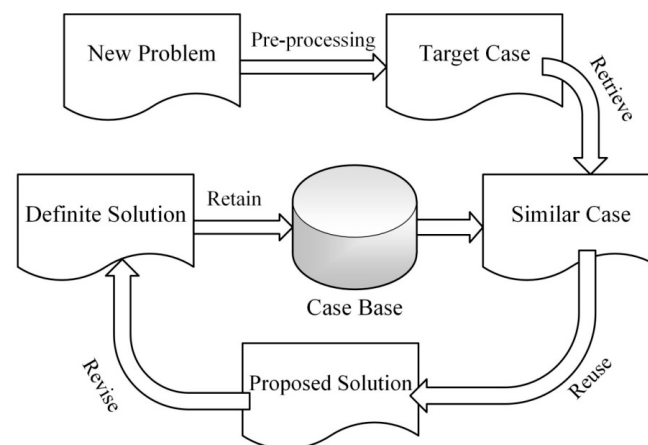 New Problem
Pre-processing
Target Case
Retrieve
Definite Solution
Retain
Case Base
Similar Case
Reuse
Proposed Solution
Revise